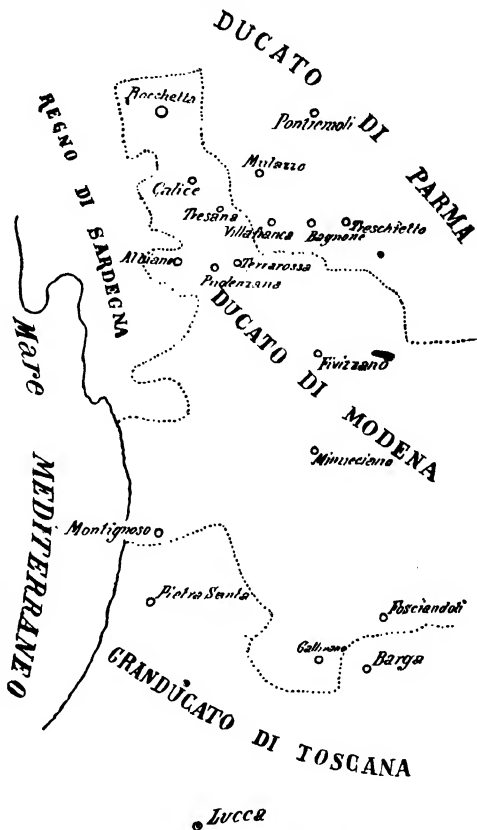 DUCATO DI PARMA
REGNO DI SARDEGNA
Rocchetta
Pontremoli
Mulazzo
Calice
Tresana
Villafranca
Bagnone
Treschietto
Albiano
Terrarossa
Podenzana
DUCATO DI MODENA
Fivizzano
Minucciano
Mare MEDITERRANEO
Montignoso
Pietra Santa
Fosciandoli
Gallicano
Barga
GRANDUCATO DI TOSCANA
Lucca